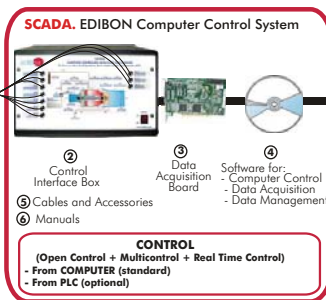 SCADA. EDIBON Computer Control System
② Control Interface Box
③ Data Acquisition Board
④ Software for:
- Computer Control
- Data Acquisition
- Data Management
⑤ Cables and Accessories
⑥ Manuals
CONTROL
(Open Control + Multicontrol + Real Time Control)
- From COMPUTER (standard)
- From PLC (optional)